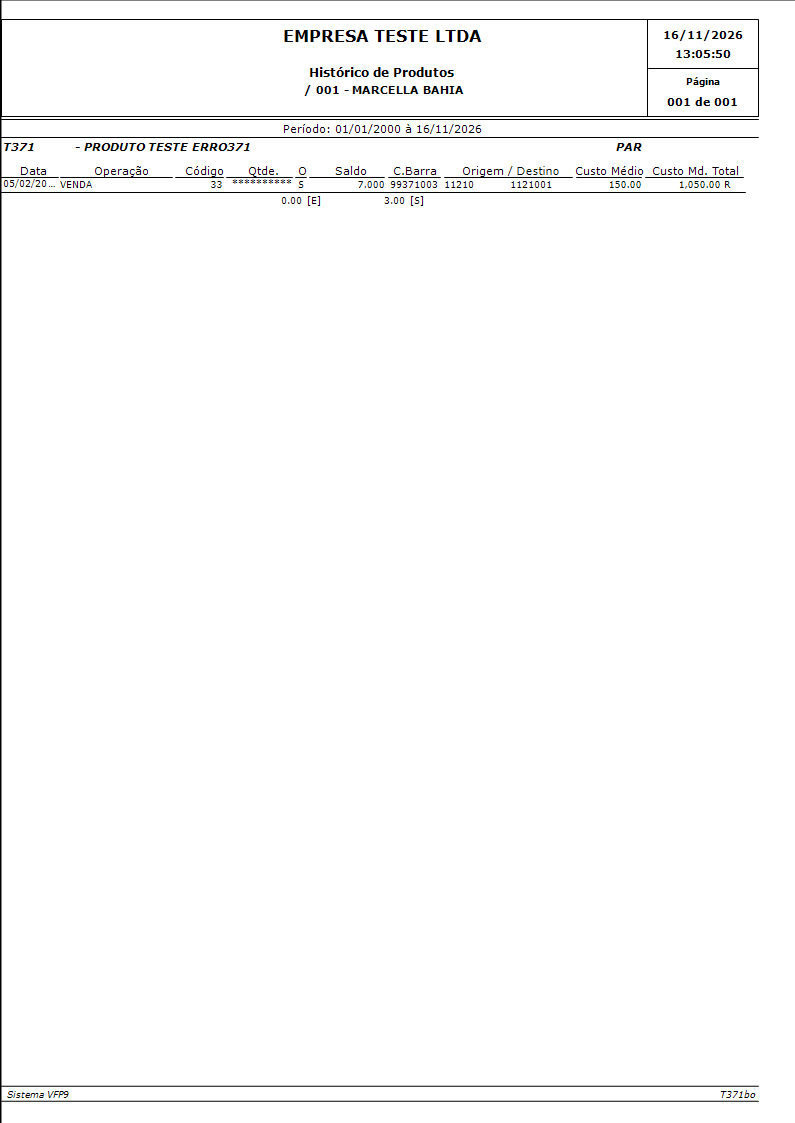 EMPRESA TESTE LTDA
16/11/2026
13:05:50
Histórico de Produtos
/ 001 - MARCELLA BAHIA
Página
001 de 001
Período: 01/01/2000 à 16/11/2026
T371 - PRODUTO TESTE ERRO371 PAR
Data Operação Código Qtde. O Saldo C.Barra Origem / Destino Custo Médio Custo Md. Total
05/02/20... VENDA 33 ********** S 7.000 99371003 11210 1121001 150.00 1,050.00 R
0.00 [E] 3.00 [S]
Sistema VFP9 T371bo